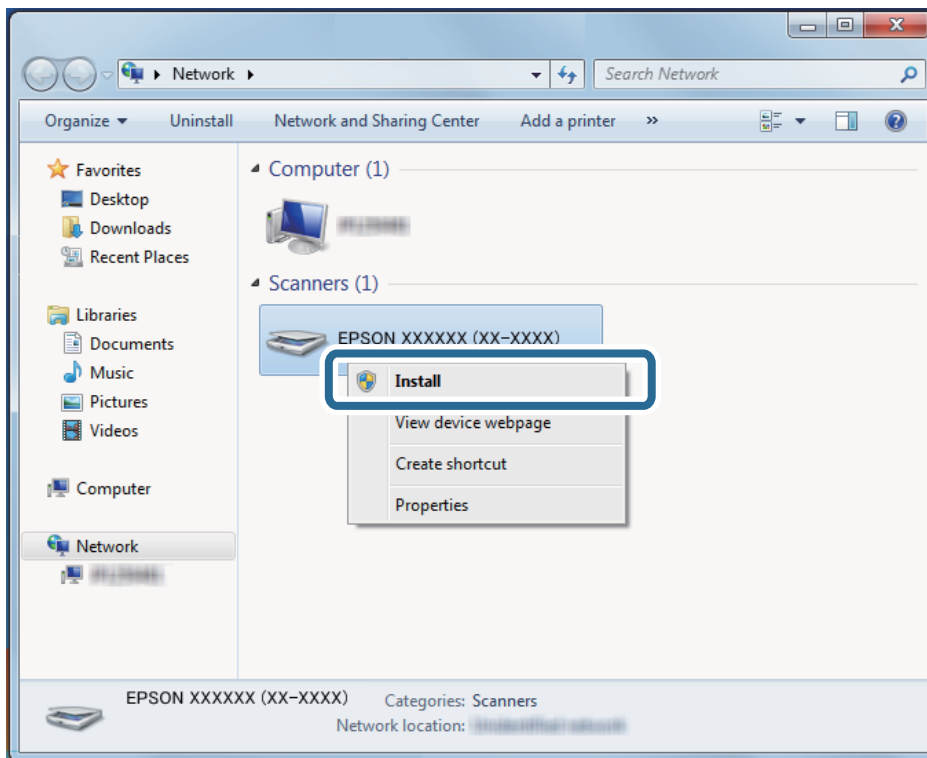 Network
Search Network
Organize Uninstall Network and Sharing Center Add a printer »
Favorites
Desktop
Downloads
Recent Places
Libraries
Documents
Music
Pictures
Videos
Computer
Network
Computer (1)
Scanners (1)
EPSON XXXXXX (XX-XXXX)
Install
View device webpage
Create shortcut
Properties
EPSON XXXXXX (XX-XXXX) Categories: Scanners
Network location: